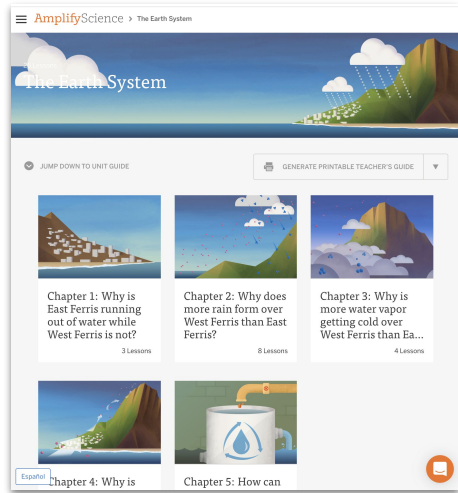 AmplifyScience > The Earth System
The Earth System
JUMP DOWN TO UNIT GUIDE
GENERATE PRINTABLE TEACHER'S GUIDE
Chapter 1: Why is
East Ferris running
out of water while
West Ferris is not?
3 Lessons
Chapter 2: Why does
more rain form over
West Ferris than East
Ferris?
8 Lessons
Chapter 3: Why is
more water vapor
getting cold over
West Ferris than Ea...
4 Lessons
Español
Chapter 4: Why is
Chapter 5: How can